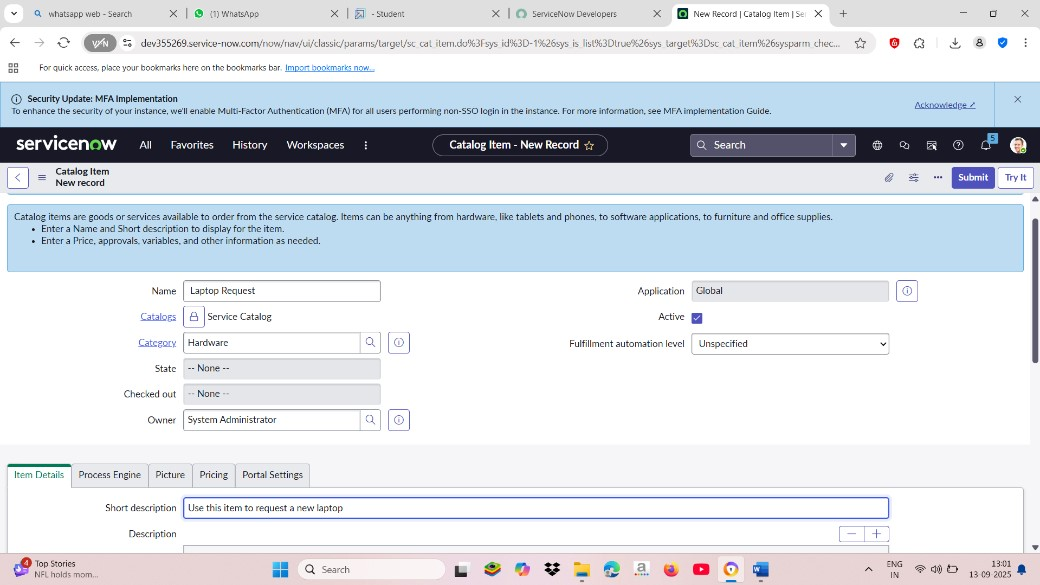 whatsapp web - Search
(1) WhatsApp
- Student
ServiceNow Developers
New Record | Catalog Item | Se
VPN
dev355269.service-now.com/now/nav/ui/classic/params/target/sc_cat_item.do%3Fsys_id%3D-1%26sys_is_list%3Dtrue%26sys_target%3Dsc_cat_item%26sysparm_chec...
For quick access, place your bookmarks here on the bookmarks bar. Import bookmarks now...
Security Update: MFA Implementation
To enhance the security of your instance, we'll enable Multi-Factor Authentication (MFA) for all users performing non-SSO login in the instance. For more information, see MFA implementation Guide.
Acknowledge
servicenow
All
Favorites
History
Workspaces
Catalog Item - New Record
Search
5
Catalog Item
New record
Submit
Try It
Catalog items are goods or services available to order from the service catalog. Items can be anything from hardware, like tablets and phones, to software applications, to furniture and office supplies.
• Enter a Name and Short description to display for the item.
• Enter a Price, approvals, variables, and other information as needed.
Name
Laptop Request
Application
Global
Catalogs
Service Catalog
Active
Category
Hardware
Fulfillment automation level
Unspecified
State
-- None --
Checked out
-- None --
Owner
System Administrator
Item Details
Process Engine
Picture
Pricing
Portal Settings
Short description
Use this item to request a new laptop
Description
4
Top Stories
NFL holds mom...
Search
a
ENG
IN
13:01
13-09-2025